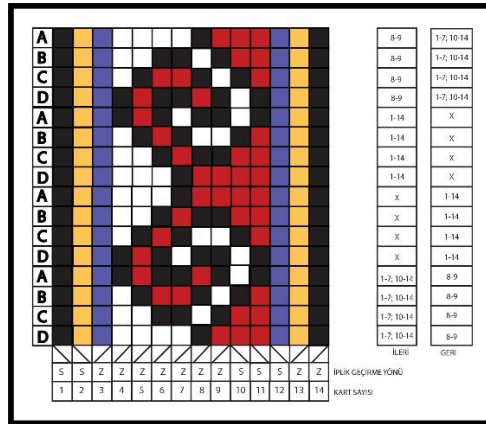 A 8-9 1-7; 10-14
B 8-9 1-7; 10-14
C 8-9 1-7; 10-14
D 8-9 1-7; 10-14
A 1-14 X
B 1-14 X
C 1-14 X
D 1-14 X
A X 1-14
B X 1-14
C X 1-14
D X 1-14
A 1-7; 10-14 8-9
B 1-7; 10-14 8-9
C 1-7; 10-14 8-9
D 1-7; 10-14 8-9
İLERİ GERİ
S S Z Z Z Z Z Z Z S S S Z Z İPLİK GEÇİRME YÖNÜ
1 2 3 4 5 6 7 8 9 10 11 12 13 14 KART SAYISI